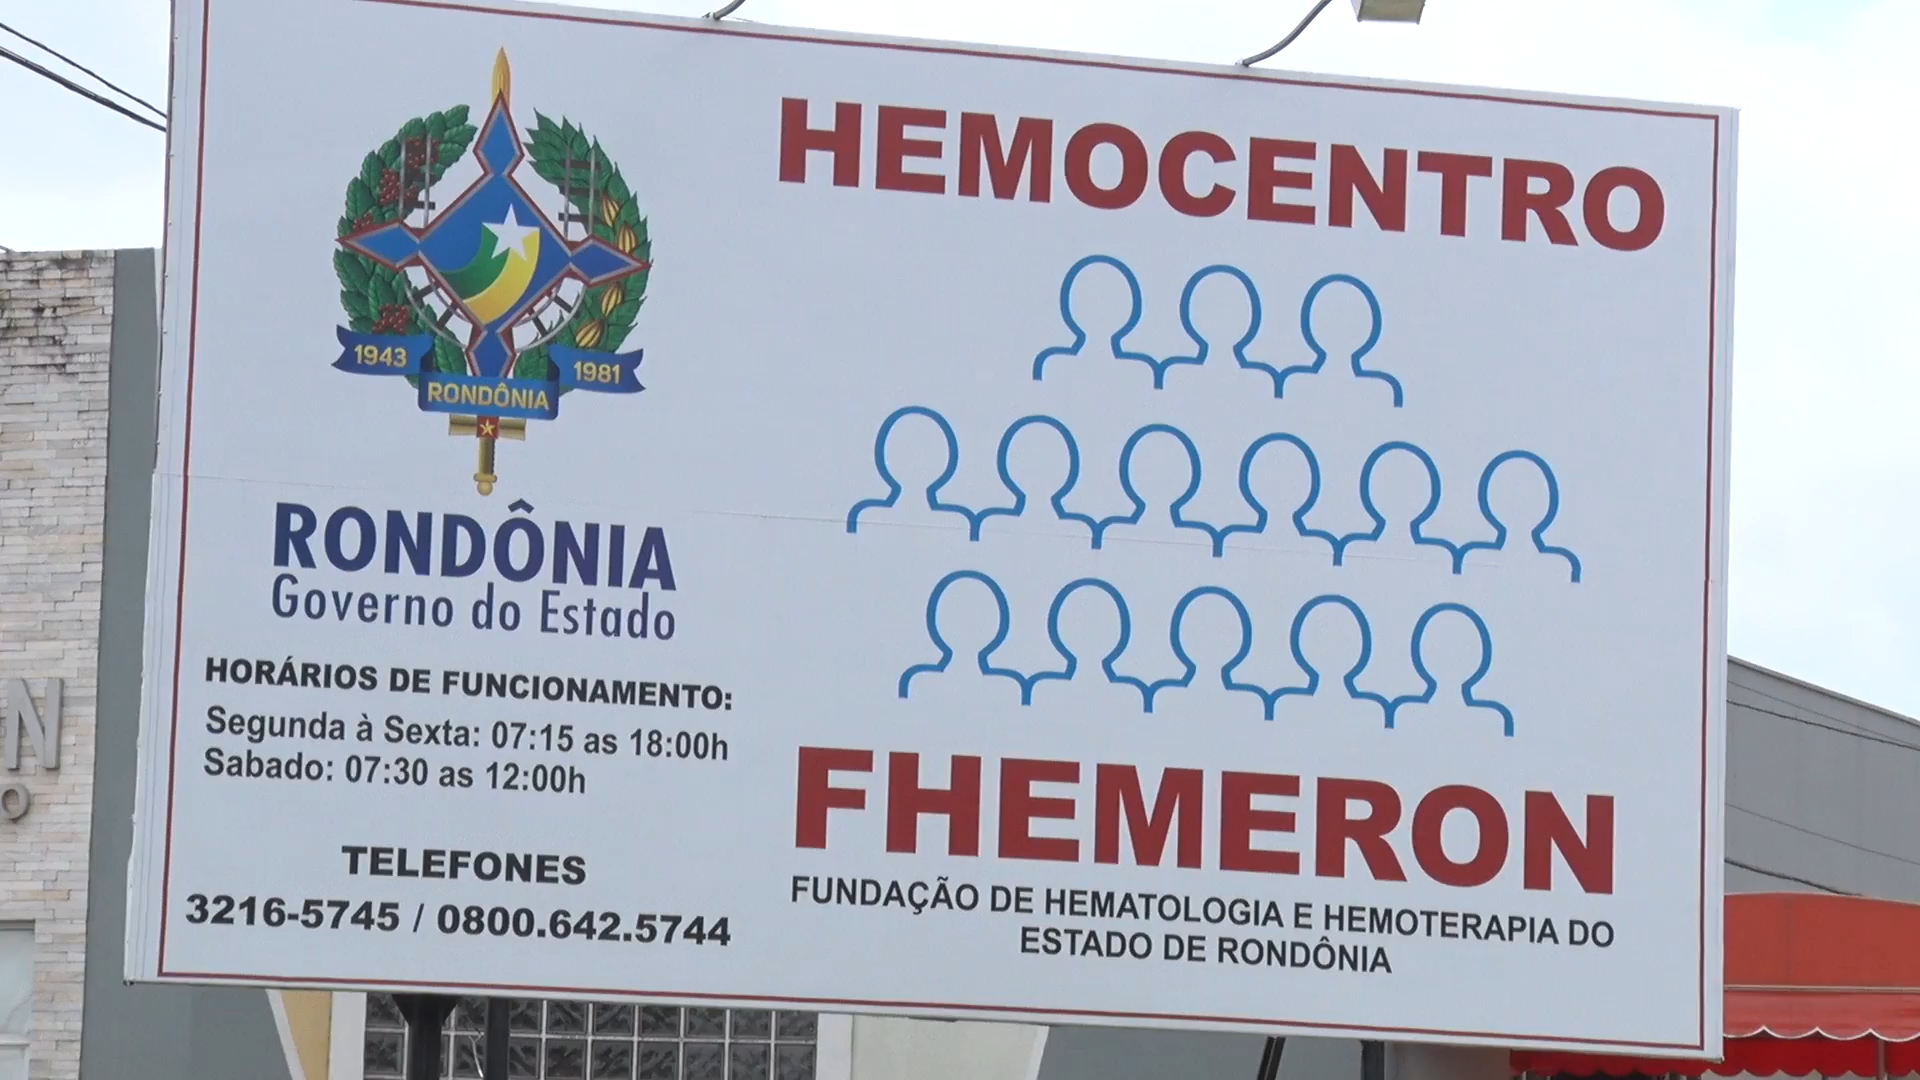 1943
1981
RONDÔNIA
RONDÔNIA
Governo do Estado
HORÁRIOS DE FUNCIONAMENTO:
Segunda à Sexta: 07:15 as 18:00h
Sabado: 07:30 as 12:00h
TELEFONES
3216-5745 / 0800.642.5744
HEMOCENTRO
FHEMERON
FUNDAÇÃO DE HEMATOLOGIA E HEMOTERAPIA DO
ESTADO DE RONDÔNIA
N
O